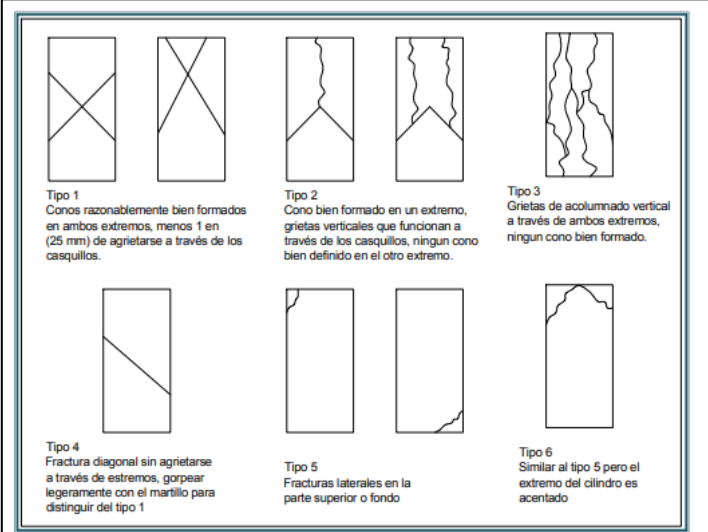 Tipo 1
Conos razonablemente bien formados
en ambos extremos, menos 1 en
(25 mm) de agrietarse a través de los
casquillos.
Tipo 2
Cono bien formado en un extremo,
grietas verticales que funcionan a
través de los casquillos, ningun cono
bien definido en el otro extremo.
Tipo 3
Grietas de acolumnado vertical
a través de ambos extremos,
ningun cono bien formado.
Tipo 4
Fractura diagonal sin agrietarse
a través de estremos, gorpear
legeramente con el martillo para
distinguir del tipo 1
Tipo 5
Fracturas laterales en la
parte superior o fondo
Tipo 6
Similar al tipo 5 pero el
extremo del cilindro es
acentado